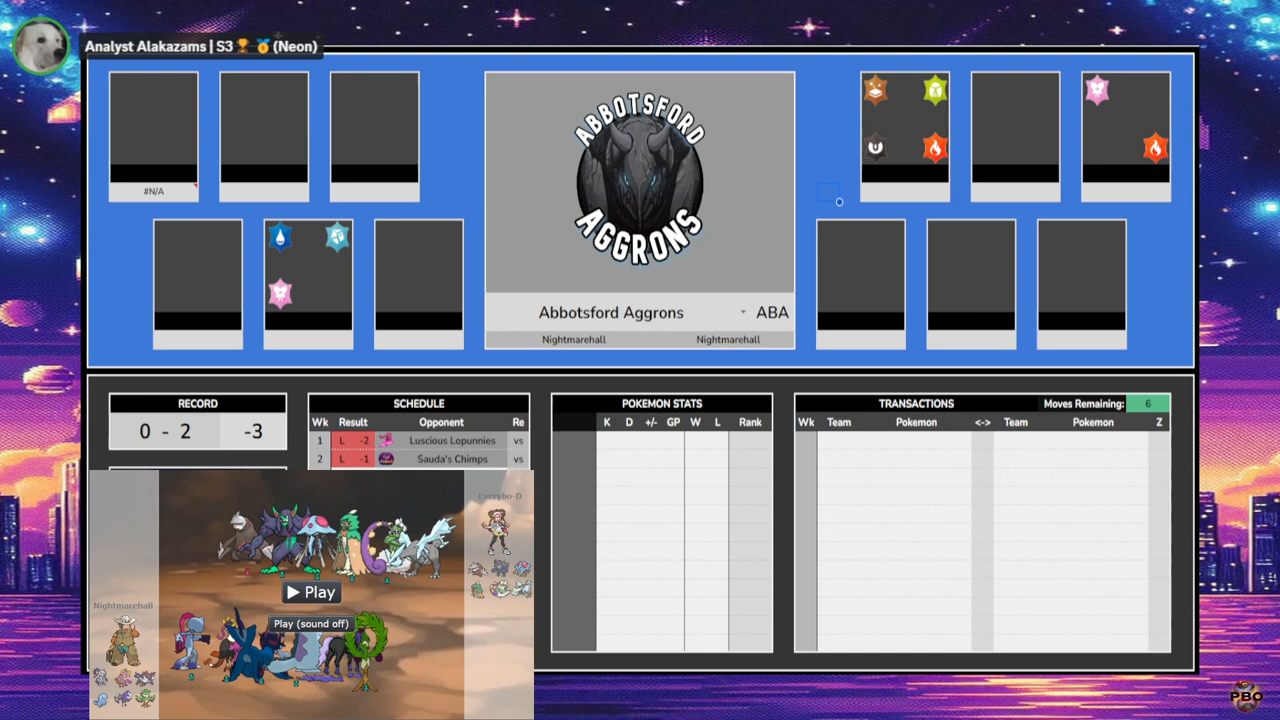 Analyst Alakazams | S3🏆🥇(Neon)
#N/A
ABBOTSFORD
AGGRONS
Abbotsford Aggrons ABA
Nightmarehall Nightmarehall
RECORD
0 - 2 -3
SCHEDULE
Wk Result Opponent Re
1 L -2 Luscious Lopunnies vs
2 L -1 Sauda's Chimps vs
POKEMON STATS
K D +/- GP W L Rank
TRANSACTIONS Moves Remaining: 6
Wk Team Pokemon <-> Team Pokemon Z
Everybo-D
▶ Play
Play (sound off)
Nightmarehall
PBO